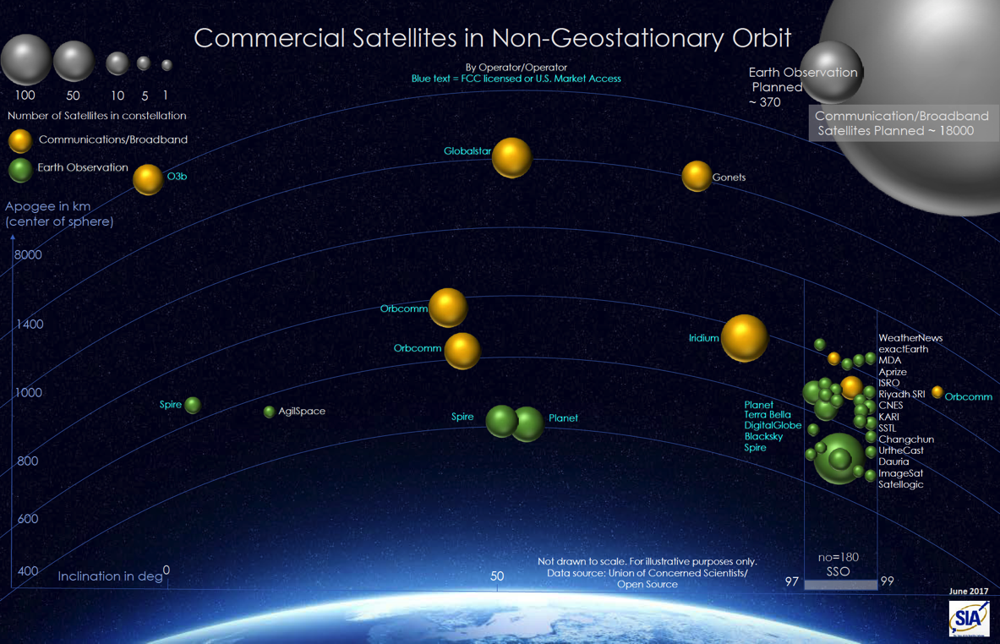 Commercial Satellites in Non-Geostationary Orbit
By Operator/Operator
Blue text = FCC licensed or U.S. Market Access
100 50 10 5 1
Number of Satellites in constellation
Communications/Broadband
Earth Observation
Earth Observation
Planned
~ 370
Communication/Broadband
Satellites Planned ~ 18000
O3b
Globalstar
Gonets
Apogee in km
(center of sphere)
8000
1400
1000
800
600
400
Orbcomm
Orbcomm
Iridium
Spire
AgilSpace
Spire
Planet
Planet
Terra Bella
DigitalGlobe
Blacksky
Spire
WeatherNews
exactEarth
MDA
Aprize
ISRO
Riyadh SRI
CNES
KARI
SSTL
Changchun
UrtheCast
Dauria
ImageSat
Satellogic
Orbcomm
Inclination in deg
0
50
Not drawn to scale. For illustrative purposes only.
Data source: Union of Concerned Scientists/
Open Source
no=180
SSO
97
99
June 2017
SIA